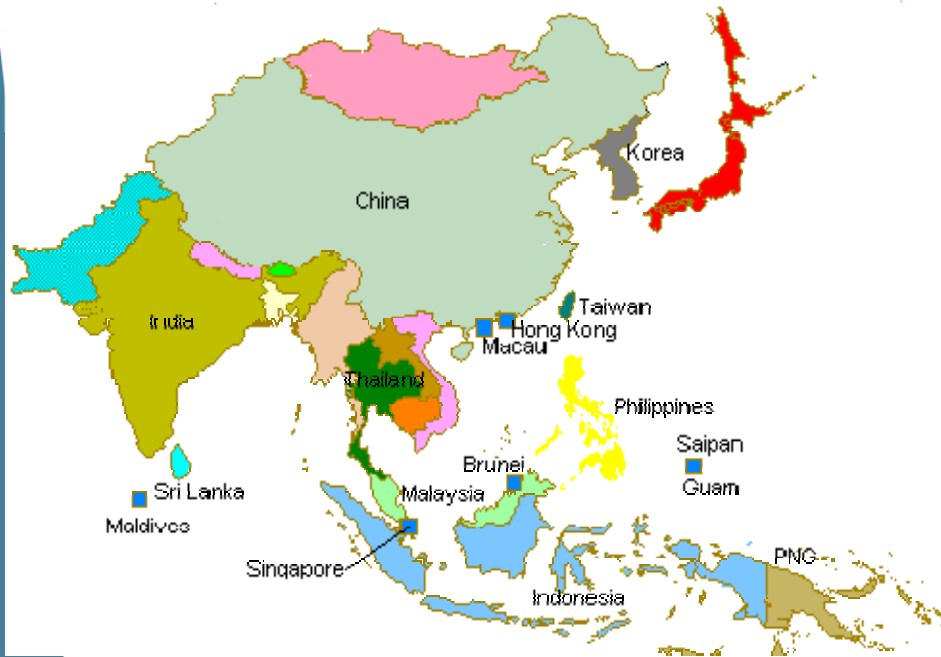 Korea
China
Taiwan
India
Hong Kong
Macau
Thailand
Philippines
Saipan
Brunei
Guam
Sri Lanka
Malaysia
Maldives
PNG
Singapore
Indonesia